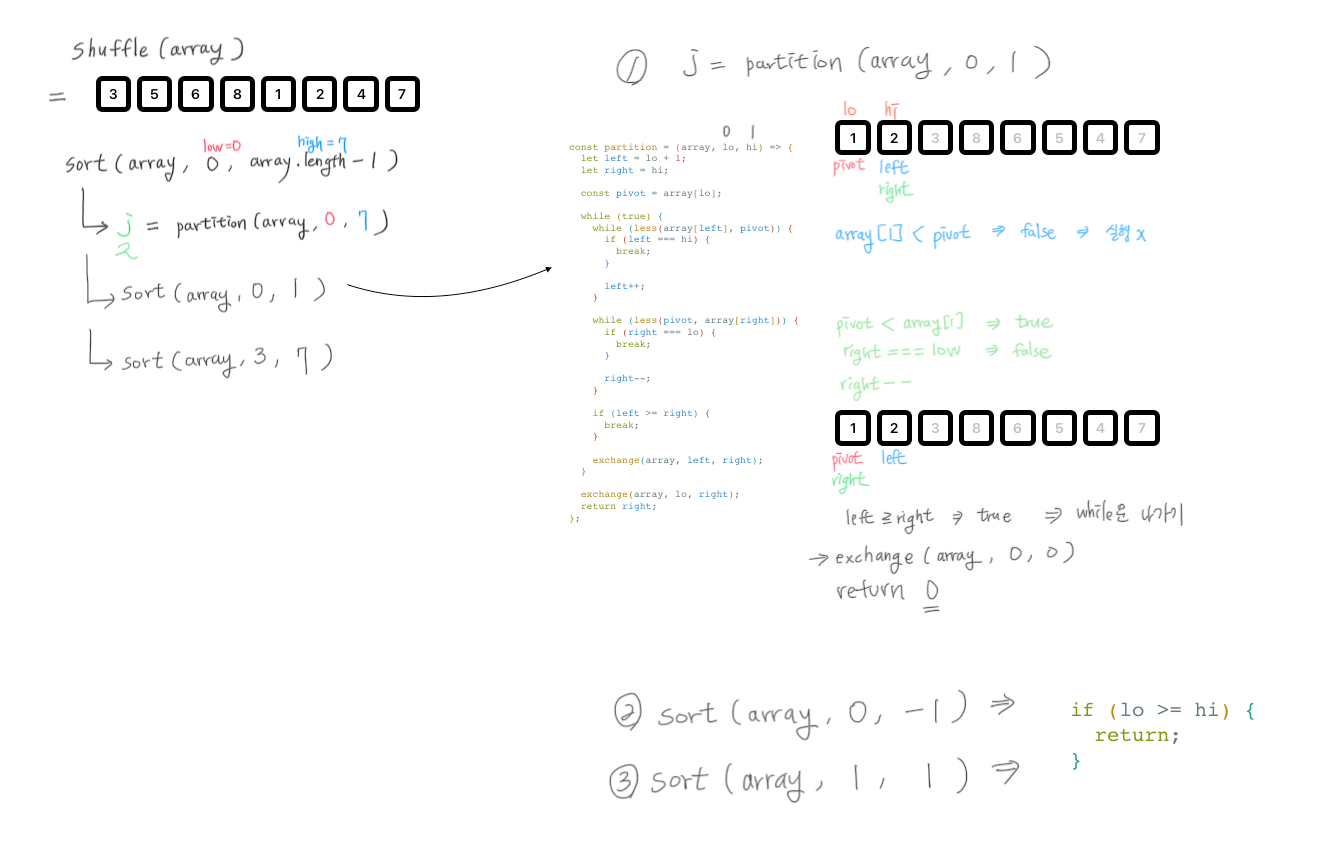 shuffle (array)
= 3 5 6 8 1 2 4 7
low=0 high=7
sort (array, 0, array.length-1)
j = partition (array, 0, 7)
2
sort (array, 0, 1)
sort (array, 3, 7)
① j = partition (array, 0, 1)
0 1
const partition = (array, lo, hi) => {
let left = lo + 1;
let right = hi;
const pivot = array[lo];
while (true) {
while (less(array[left], pivot)) {
if (left === hi) {
break;
}
left++;
}
while (less(pivot, array[right])) {
if (right === lo) {
break;
}
right--;
}
if (left >= right) {
break;
}
exchange(array, left, right);
}
exchange(array, lo, right);
return right;
};
lo hi
1 2 3 8 6 5 4 7
pivot left
right
array[1] < pivot ⇒ false ⇒ 실행 x
pivot < array[1] ⇒ true
right === low ⇒ false
right--
1 2 3 8 6 5 4 7
pivot left
right
left ≥ right ⇒ true ⇒ while문 나가기
→ exchange (array, 0, 0)
return 0
② sort (array, 0, -1) ⇒
③ sort (array, 1, 1) ⇒
if (lo >= hi) {
return;
}